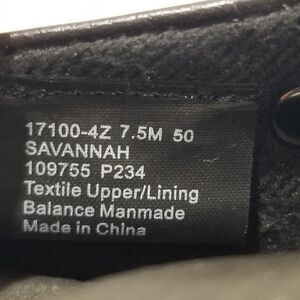 17100-4Z 7.5M 50
SAVANNAH
109755 P234
Textile Upper/Lining
Balance Manmade
Made in China